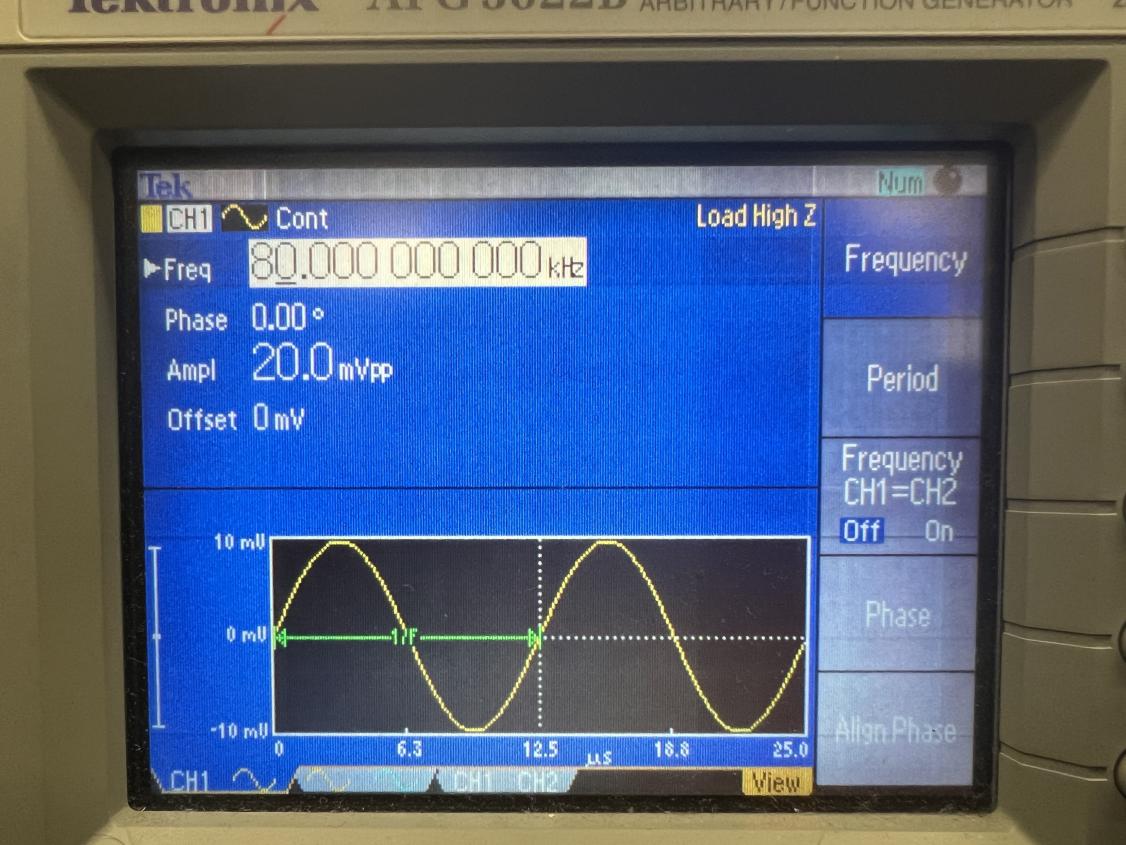 Tektronix AFG 3022B ARBITRARY/FUNCTION GENERATOR
Tek Num
CH1 Cont Load High Z
Freq 80.000 000 000 kHz
Phase 0.00 °
Ampl 20.0 mVpp
Offset 0 mV
Frequency
Period
Frequency
CH1=CH2
Off On
Phase
Align Phase
10 mV
0 mV 1/F
-10 mV
0 6.3 12.5 µs 18.8 25.0
CH1 CH1 CH2 View